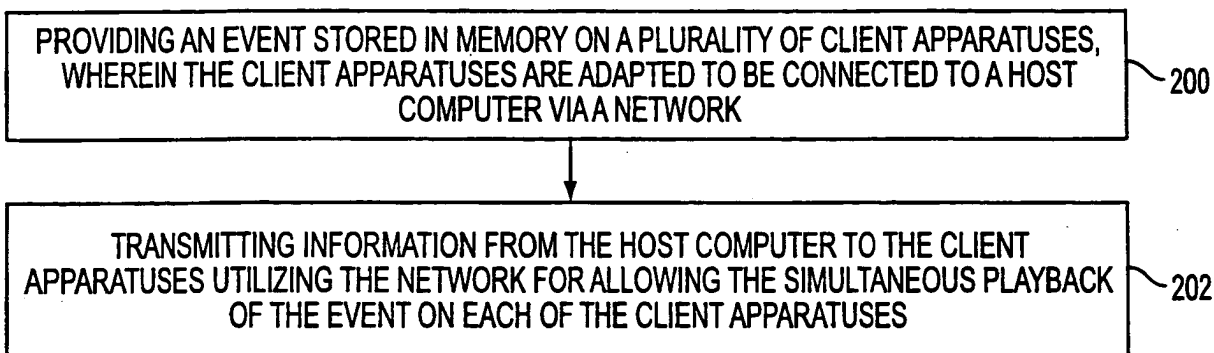 PROVIDING AN EVENT STORED IN MEMORY ON A PLURALITY OF CLIENT APPARATUSES,
WHEREIN THE CLIENT APPARATUSES ARE ADAPTED TO BE CONNECTED TO A HOST
COMPUTER VIA A NETWORK
200
TRANSMITTING INFORMATION FROM THE HOST COMPUTER TO THE CLIENT
APPARATUSES UTILIZING THE NETWORK FOR ALLOWING THE SIMULTANEOUS PLAYBACK
OF THE EVENT ON EACH OF THE CLIENT APPARATUSES
202